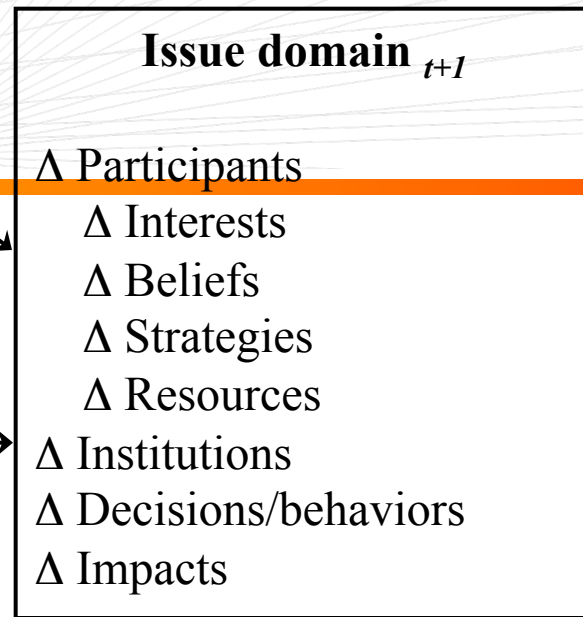 Issue domain t+1
Δ Participants
Δ Interests
Δ Beliefs
Δ Strategies
Δ Resources
Δ Institutions
Δ Decisions/behaviors
Δ Impacts